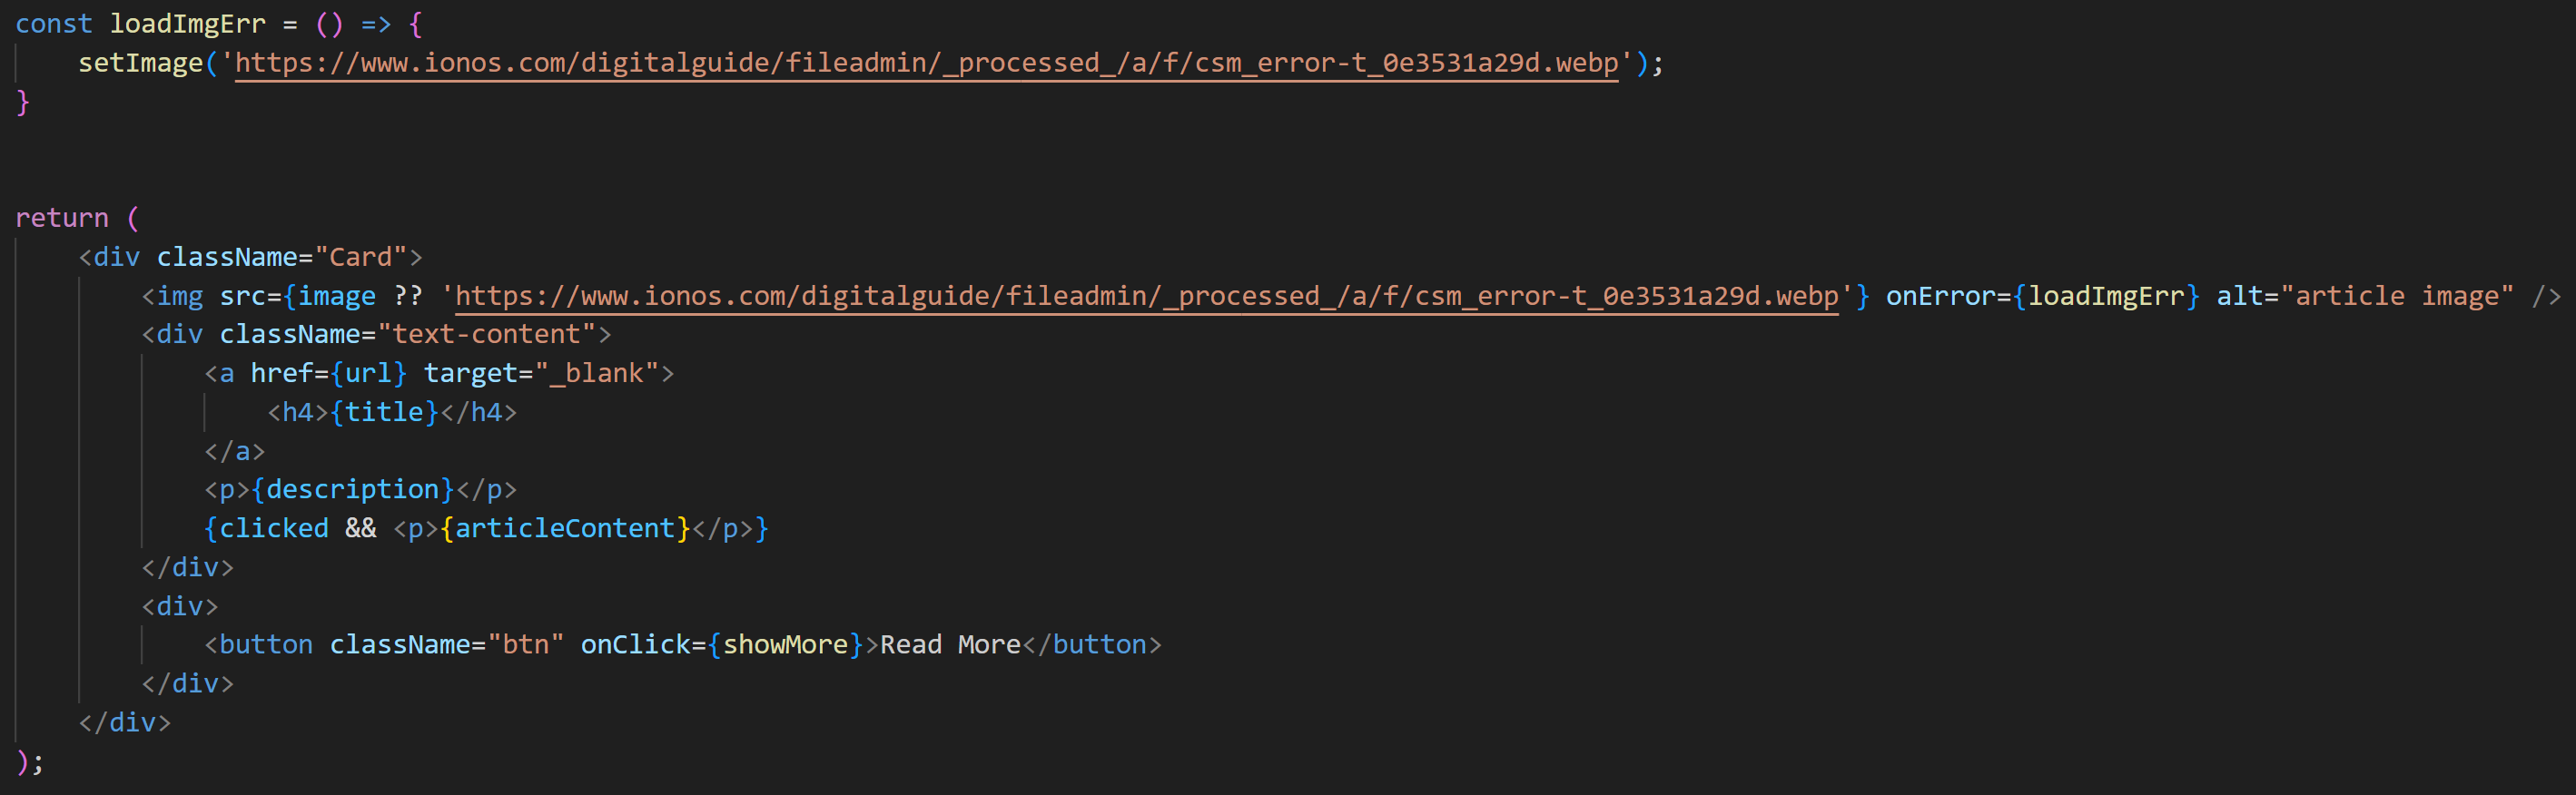 const loadImgErr = () => {
    setImage('https://www.ionos.com/digitalguide/fileadmin/_processed_/a/f/csm_error-t_0e3531a29d.webp');
}
return (
    <div className="Card">
        <img src={image ?? 'https://www.ionos.com/digitalguide/fileadmin/_processed_/a/f/csm_error-t_0e3531a29d.webp'} onError={loadImgErr} alt="article image" />
        <div className="text-content">
            <a href={url} target="_blank">
                <h4>{title}</h4>
            </a>
            <p>{description}</p>
            {clicked && <p>{articleContent}</p>}
        </div>
        <div>
            <button className="btn" onClick={showMore}>Read More</button>
        </div>
    </div>
);